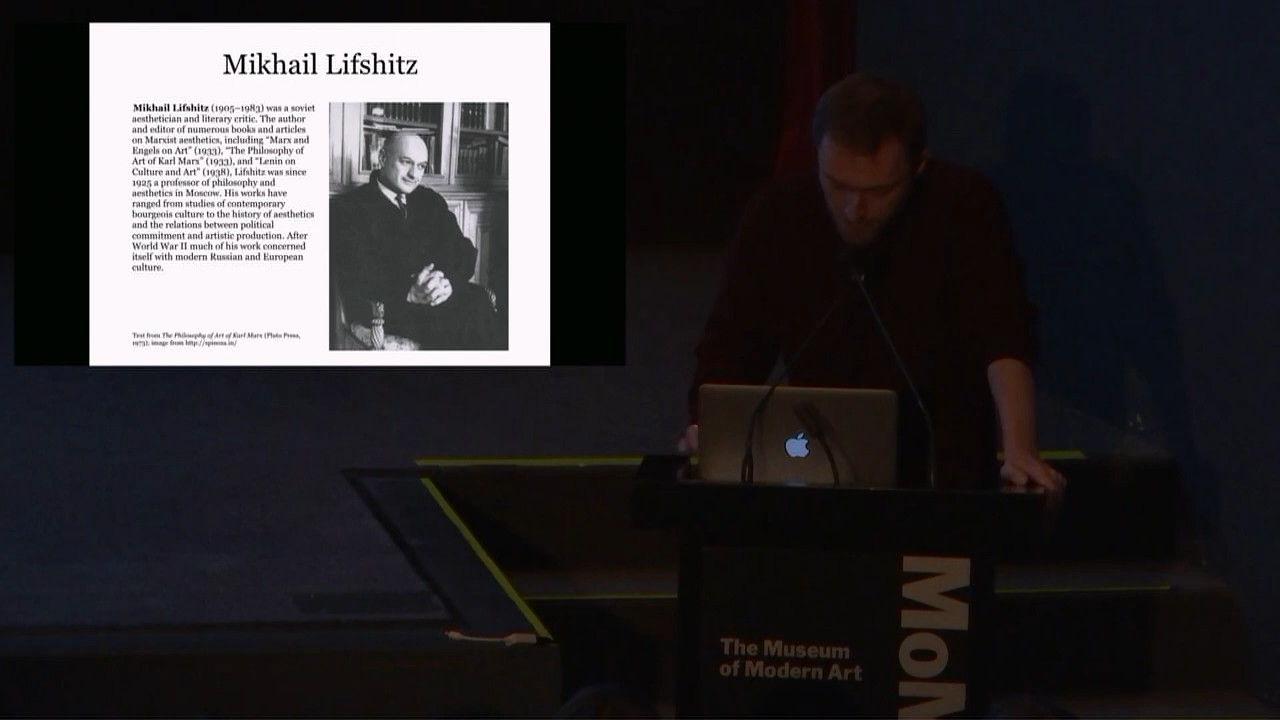 Mikhail Lifshitz
Mikhail Lifshitz (1905–1983) was a soviet
aesthetician and literary critic. The author
and editor of numerous books and articles
on Marxist aesthetics, including "Marx and
Engels on Art" (1933), "The Philosophy of
Art of Karl Marx" (1933), and "Lenin on
Culture and Art" (1938), Lifshitz was since
1925 a professor of philosophy and
aesthetics in Moscow. His works have
ranged from studies of contemporary
bourgeois culture to the history of aesthetics
and the relations between political
commitment and artistic production. After
World War II much of his work concerned
itself with modern Russian and European
culture.
Text from The Philosophy of Art of Karl Marx (Pluto Press,
1973); image from http://
The Museum
of Modern Art
MoM